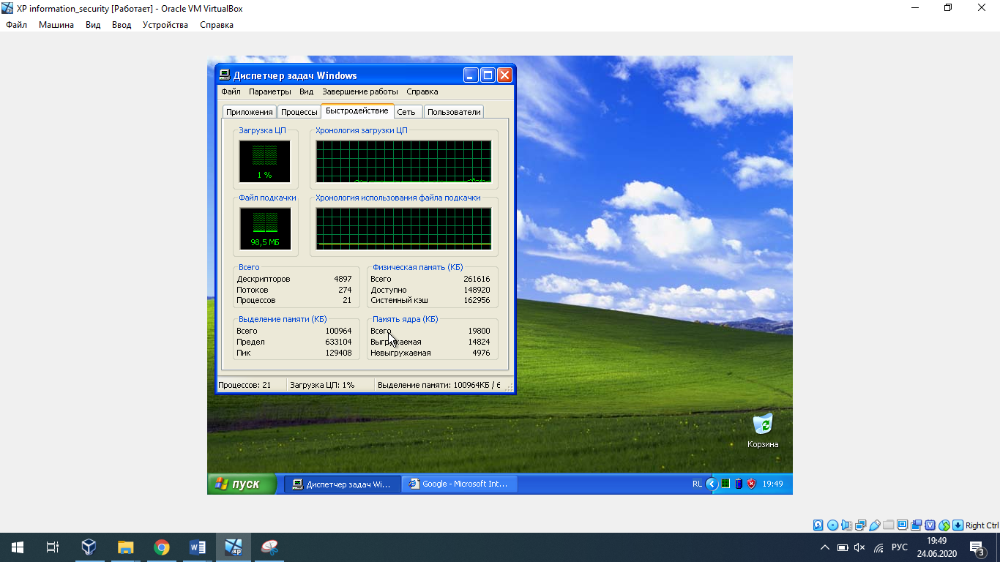 XP information_security [Работает] - Oracle VM VirtualBox
Файл Машина Вид Ввод Устройства Справка
Диспетчер задач Windows
Файл Параметры Вид Завершение работы Справка
Приложения Процессы Быстродействие Сеть Пользователи
Загрузка ЦП
1 %
Хронология загрузки ЦП
Файл подкачки
98,5 МБ
Хронология использования файла подкачки
Всего
Дескрипторов 4897
Потоков 274
Процессов 21
Физическая память (КБ)
Всего 261616
Доступно 148920
Системный кэш 162956
Выделение памяти (КБ)
Всего 100964
Предел 633104
Пик 129408
Память ядра (КБ)
Всего 19800
Выгружаемая 14824
Невыгружаемая 4976
Процессов: 21 Загрузка ЦП: 1% Выделение памяти: 100964КБ / 6
Корзина
пуск Диспетчер задач Wi... Google - Microsoft Int... RL 19:49
Right Ctrl
W xp РУС 19:49
24.06.2020
3